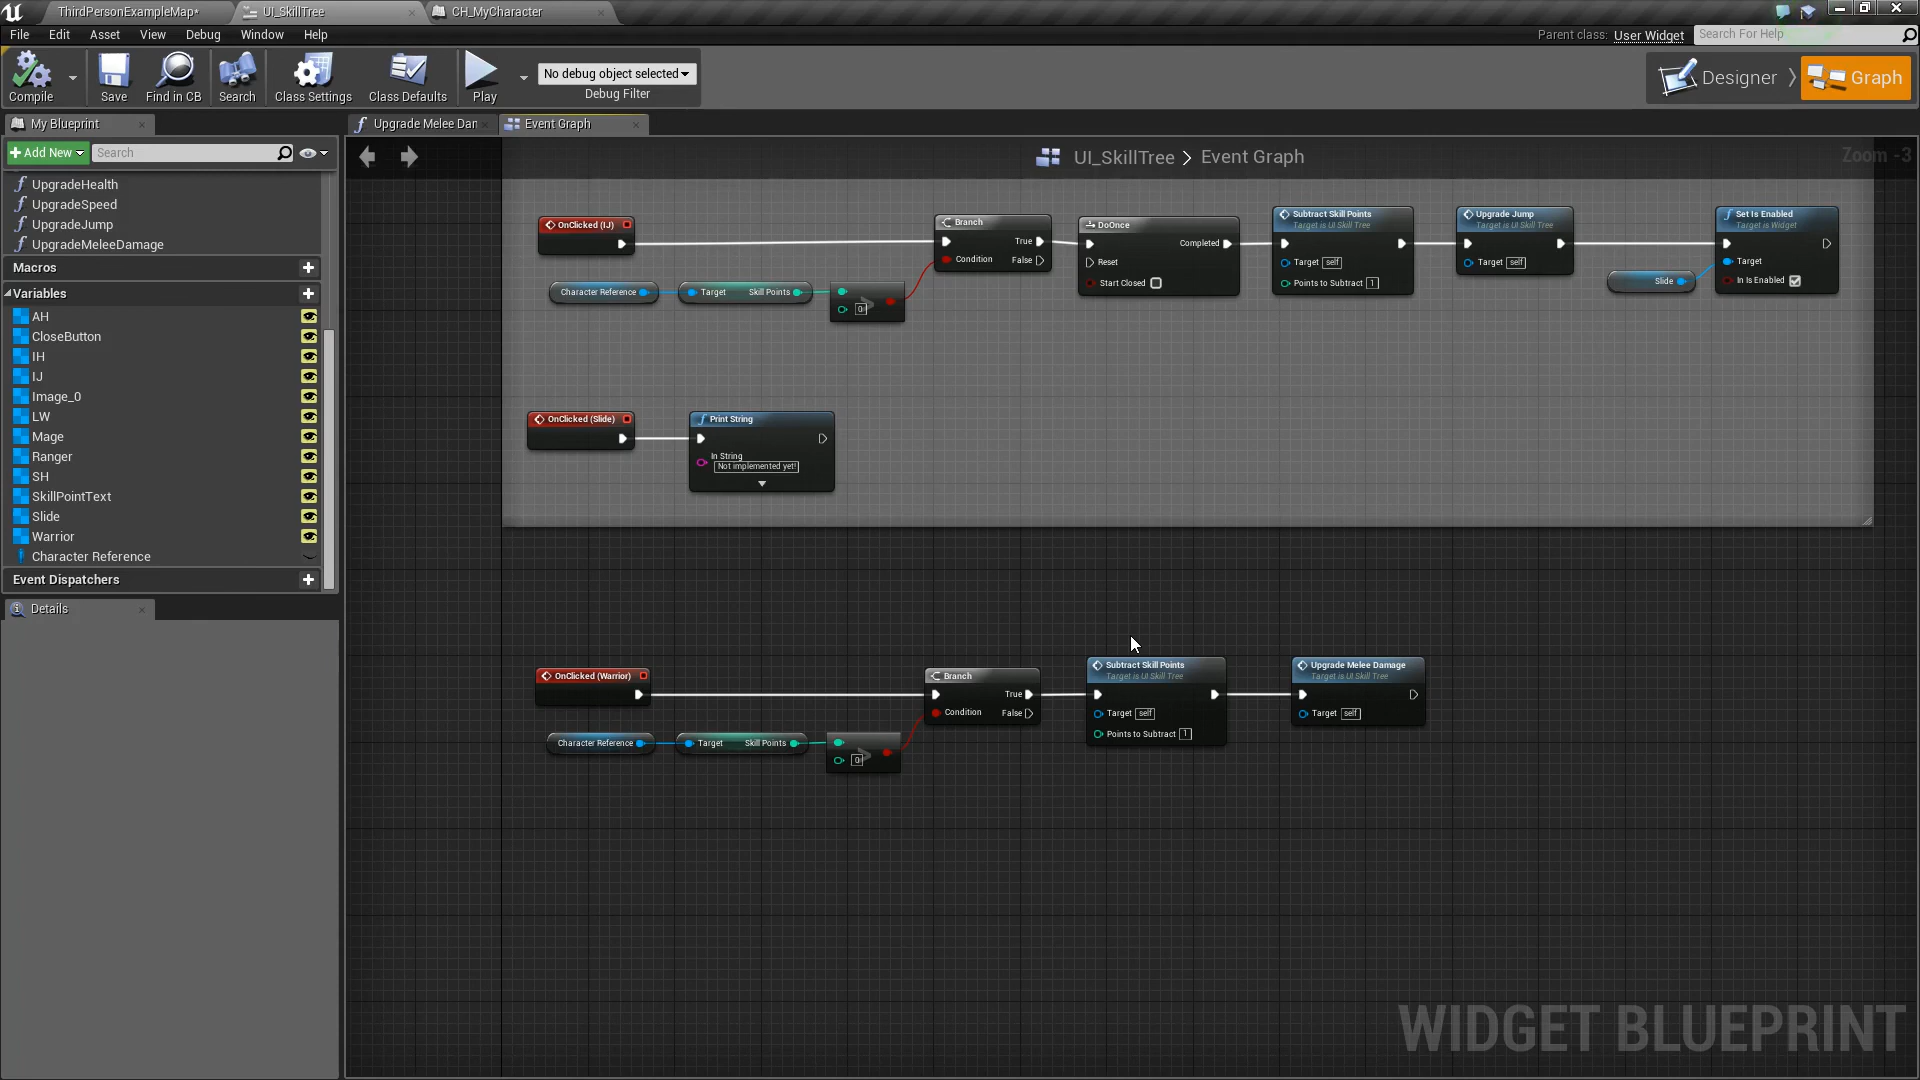 ThirdPersonExampleMap*
UI_SkillTree
CH_MyCharacter
File Edit Asset View Debug Window Help
Parent class: User Widget
Search For Help
Compile
Save
Find in CB
Search
Class Settings
Class Defaults
Play
No debug object selected
Debug Filter
Designer
Graph
My Blueprint
Upgrade Melee Dan
Event Graph
Add New
Search
UI_SkillTree > Event Graph
Zoom -3
UpgradeHealth
UpgradeSpeed
UpgradeJump
UpgradeMeleeDamage
Macros
Variables
AH
CloseButton
IH
IJ
Image_0
LW
Mage
Ranger
SH
SkillPointText
Slide
Warrior
Character Reference
Event Dispatchers
Details
OnClicked (IJ)
Character Reference
Target Skill Points
0
Branch
True
Condition False
DoOnce
Completed
Reset
Start Closed
Subtract Skill Points
Target is UI Skill Tree
Target self
Points to Subtract 1
Upgrade Jump
Target is UI Skill Tree
Target self
Slide
Set Is Enabled
Target is Widget
Target
In Is Enabled
OnClicked (Slide)
Print String
In String
Not implemented yet!
OnClicked (Warrior)
Character Reference
Target Skill Points
0
Branch
True
Condition False
Subtract Skill Points
Target is UI Skill Tree
Target self
Points to Subtract 1
Upgrade Melee Damage
Target is UI Skill Tree
Target self
WIDGET BLUEPRINT